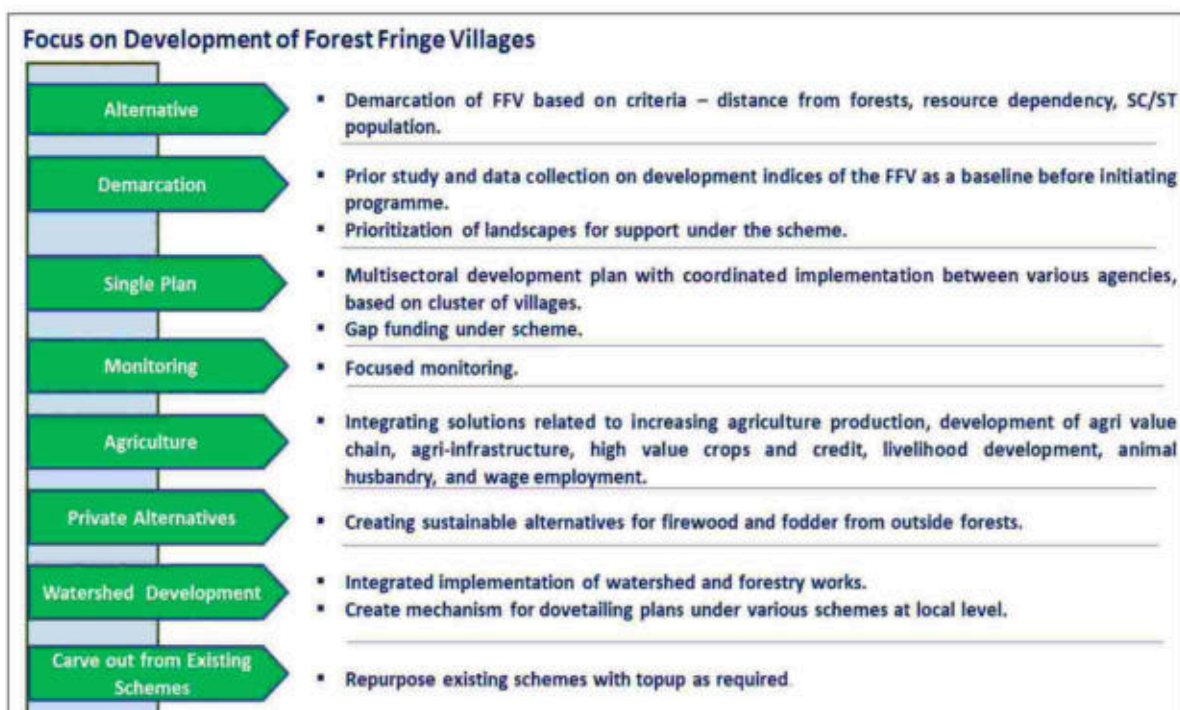 Focus on Development of Forest Fringe Villages
Alternative
▪ Demarcation of FFV based on criteria – distance from forests, resource dependency, SC/ST
population.
Demarcation
▪ Prior study and data collection on development indices of the FFV as a baseline before initiating
programme.
▪ Prioritization of landscapes for support under the scheme.
Single Plan
▪ Multisectoral development plan with coordinated implementation between various agencies,
based on cluster of villages.
▪ Gap funding under scheme.
Monitoring
▪ Focused monitoring.
Agriculture
▪ Integrating solutions related to increasing agriculture production, development of agri value
chain, agri-infrastructure, high value crops and credit, livelihood development, animal
husbandry, and wage employment.
Private Alternatives
▪ Creating sustainable alternatives for firewood and fodder from outside forests.
Watershed Development
▪ Integrated implementation of watershed and forestry works.
▪ Create mechanism for dovetailing plans under various schemes at local level.
Carve out from Existing
Schemes
▪ Repurpose existing schemes with topup as required.